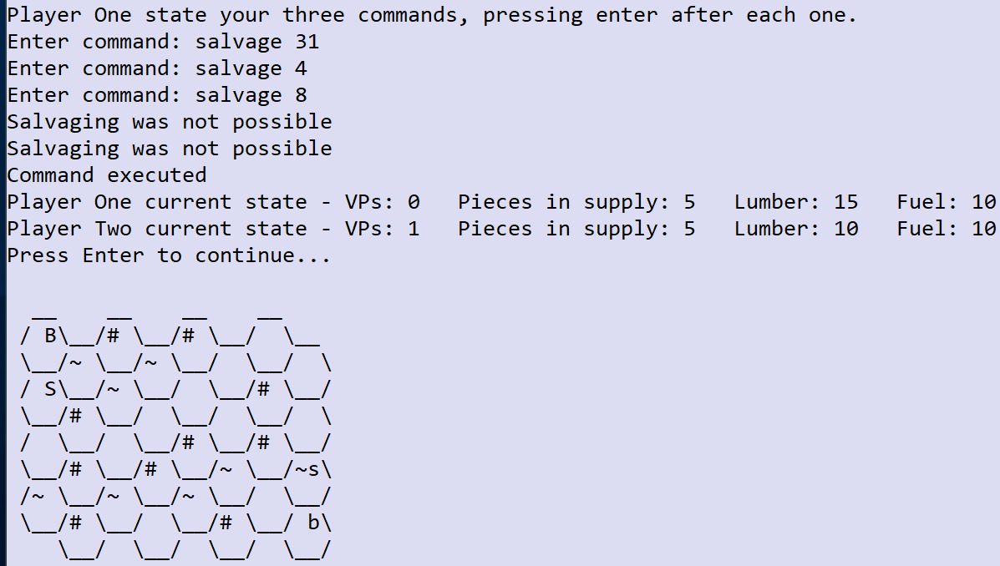 Player One state your three commands, pressing enter after each one.
Enter command: salvage 31
Enter command: salvage 4
Enter command: salvage 8
Salvaging was not possible
Salvaging was not possible
Command executed
Player One current state - VPs: 0   Pieces in supply: 5   Lumber: 15   Fuel: 10
Player Two current state - VPs: 1   Pieces in supply: 5   Lumber: 10   Fuel: 10
Press Enter to continue...
  __    __    __    __
 / B\__/# \__/# \__/  \__
 \__/~ \__/~ \__/  \__/  \
 / S\__/~ \__/  \__/# \__/
 \__/# \__/  \__/  \__/  \
 /  \__/  \__/# \__/# \__/
 \__/# \__/# \__/~ \__/~s\
 /~ \__/~ \__/~ \__/  \__/
 \__/# \__/  \__/# \__/ b\
    \__/  \__/  \__/  \__/